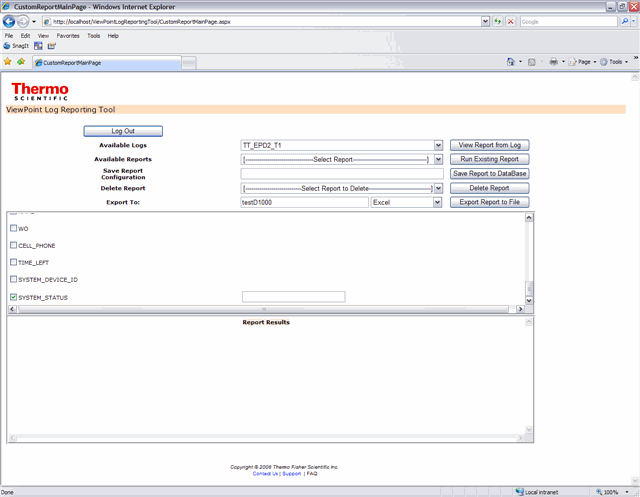 CustomReportMainPage - Windows Internet Explorer
http://localhost/ViewPointLogReportingTool/CustomReportMainPage.aspx
Google
File Edit View Favorites Tools Help
SnagIt
CustomReportMainPage
Page Tools
Thermo
SCIENTIFIC
ViewPoint Log Reporting Tool
Log Out
Available Logs TT_EPD2_T1 View Report from Log
Available Reports [------------------------------Select Report---------------------------------] Run Existing Report
Save Report
Configuration Save Report to DataBase
Delete Report [-------------------------Select Report to Delete----------------------------] Delete Report
Export To: testD1000 Excel Export Report to File
WO
CELL_PHONE
TIME_LEFT
SYSTEM_DEVICE_ID
SYSTEM_STATUS
Report Results
Copyright © 2008 Thermo Fisher Scientific Inc.
Contact Us | Support | FAQ
Done Local intranet 100%